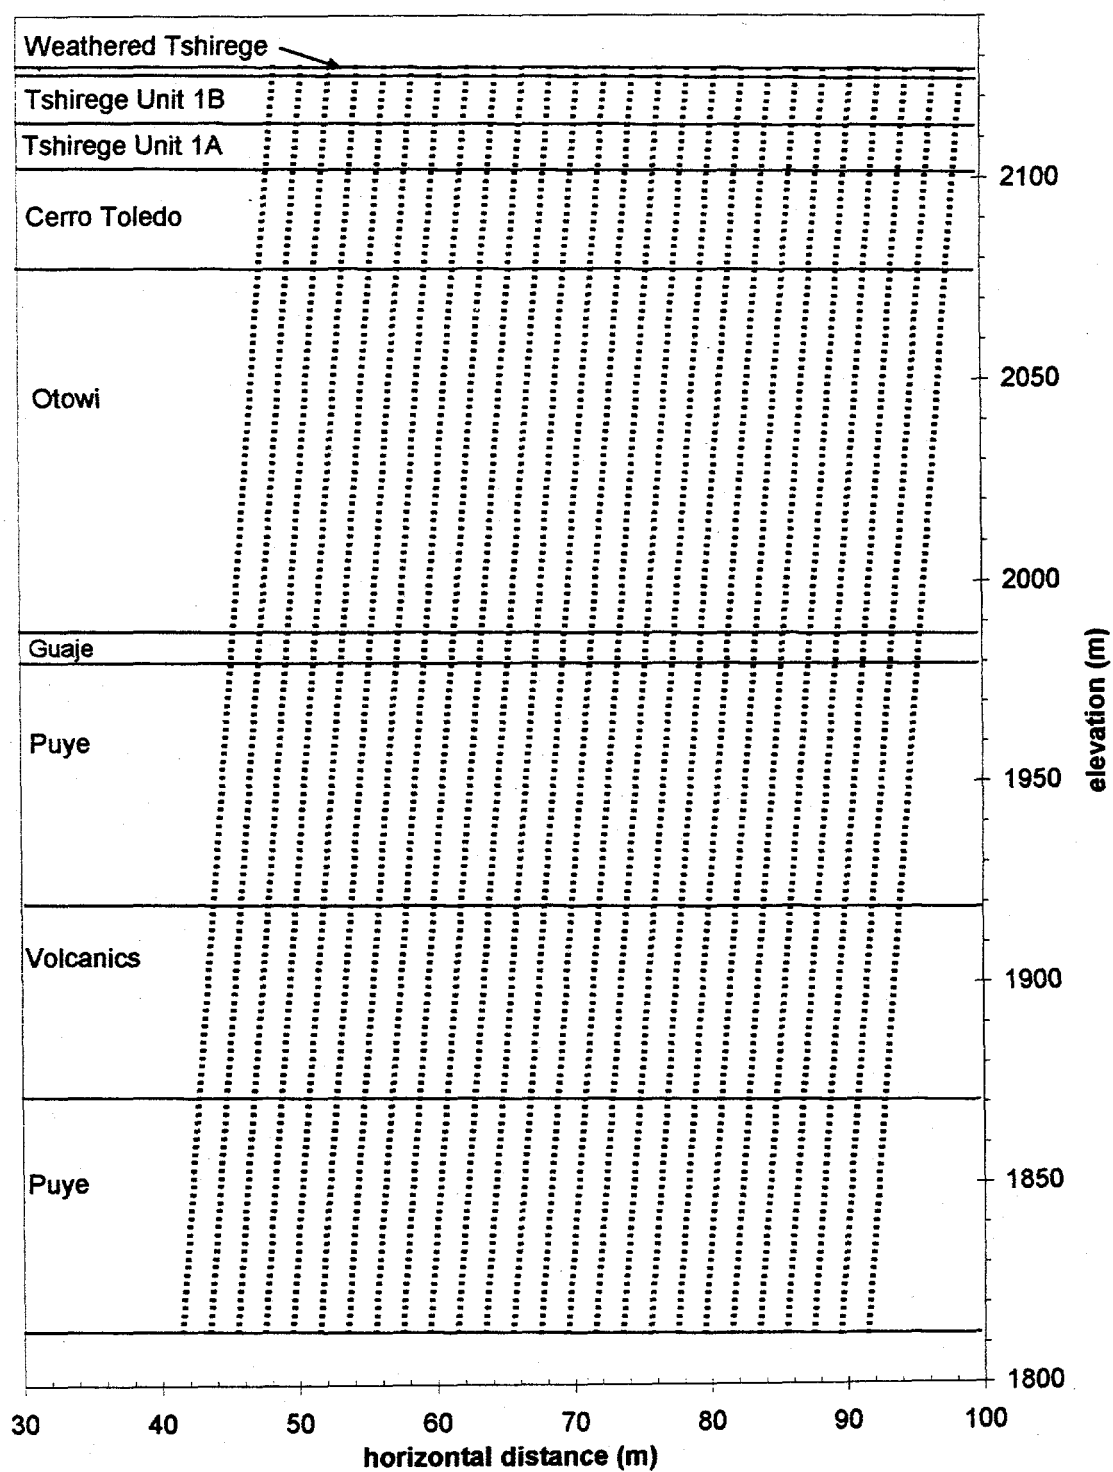 Weathered Tshirege
Tshirege Unit 1B
Tshirege Unit 1A
2100
Cerro Toledo
2050
Otowi
2000
Guaje
elevation (m)
Puye
1950
Volcanics
1900
Puye
1850
1800
30 40 50 60 70 80 90 100
horizontal distance (m)